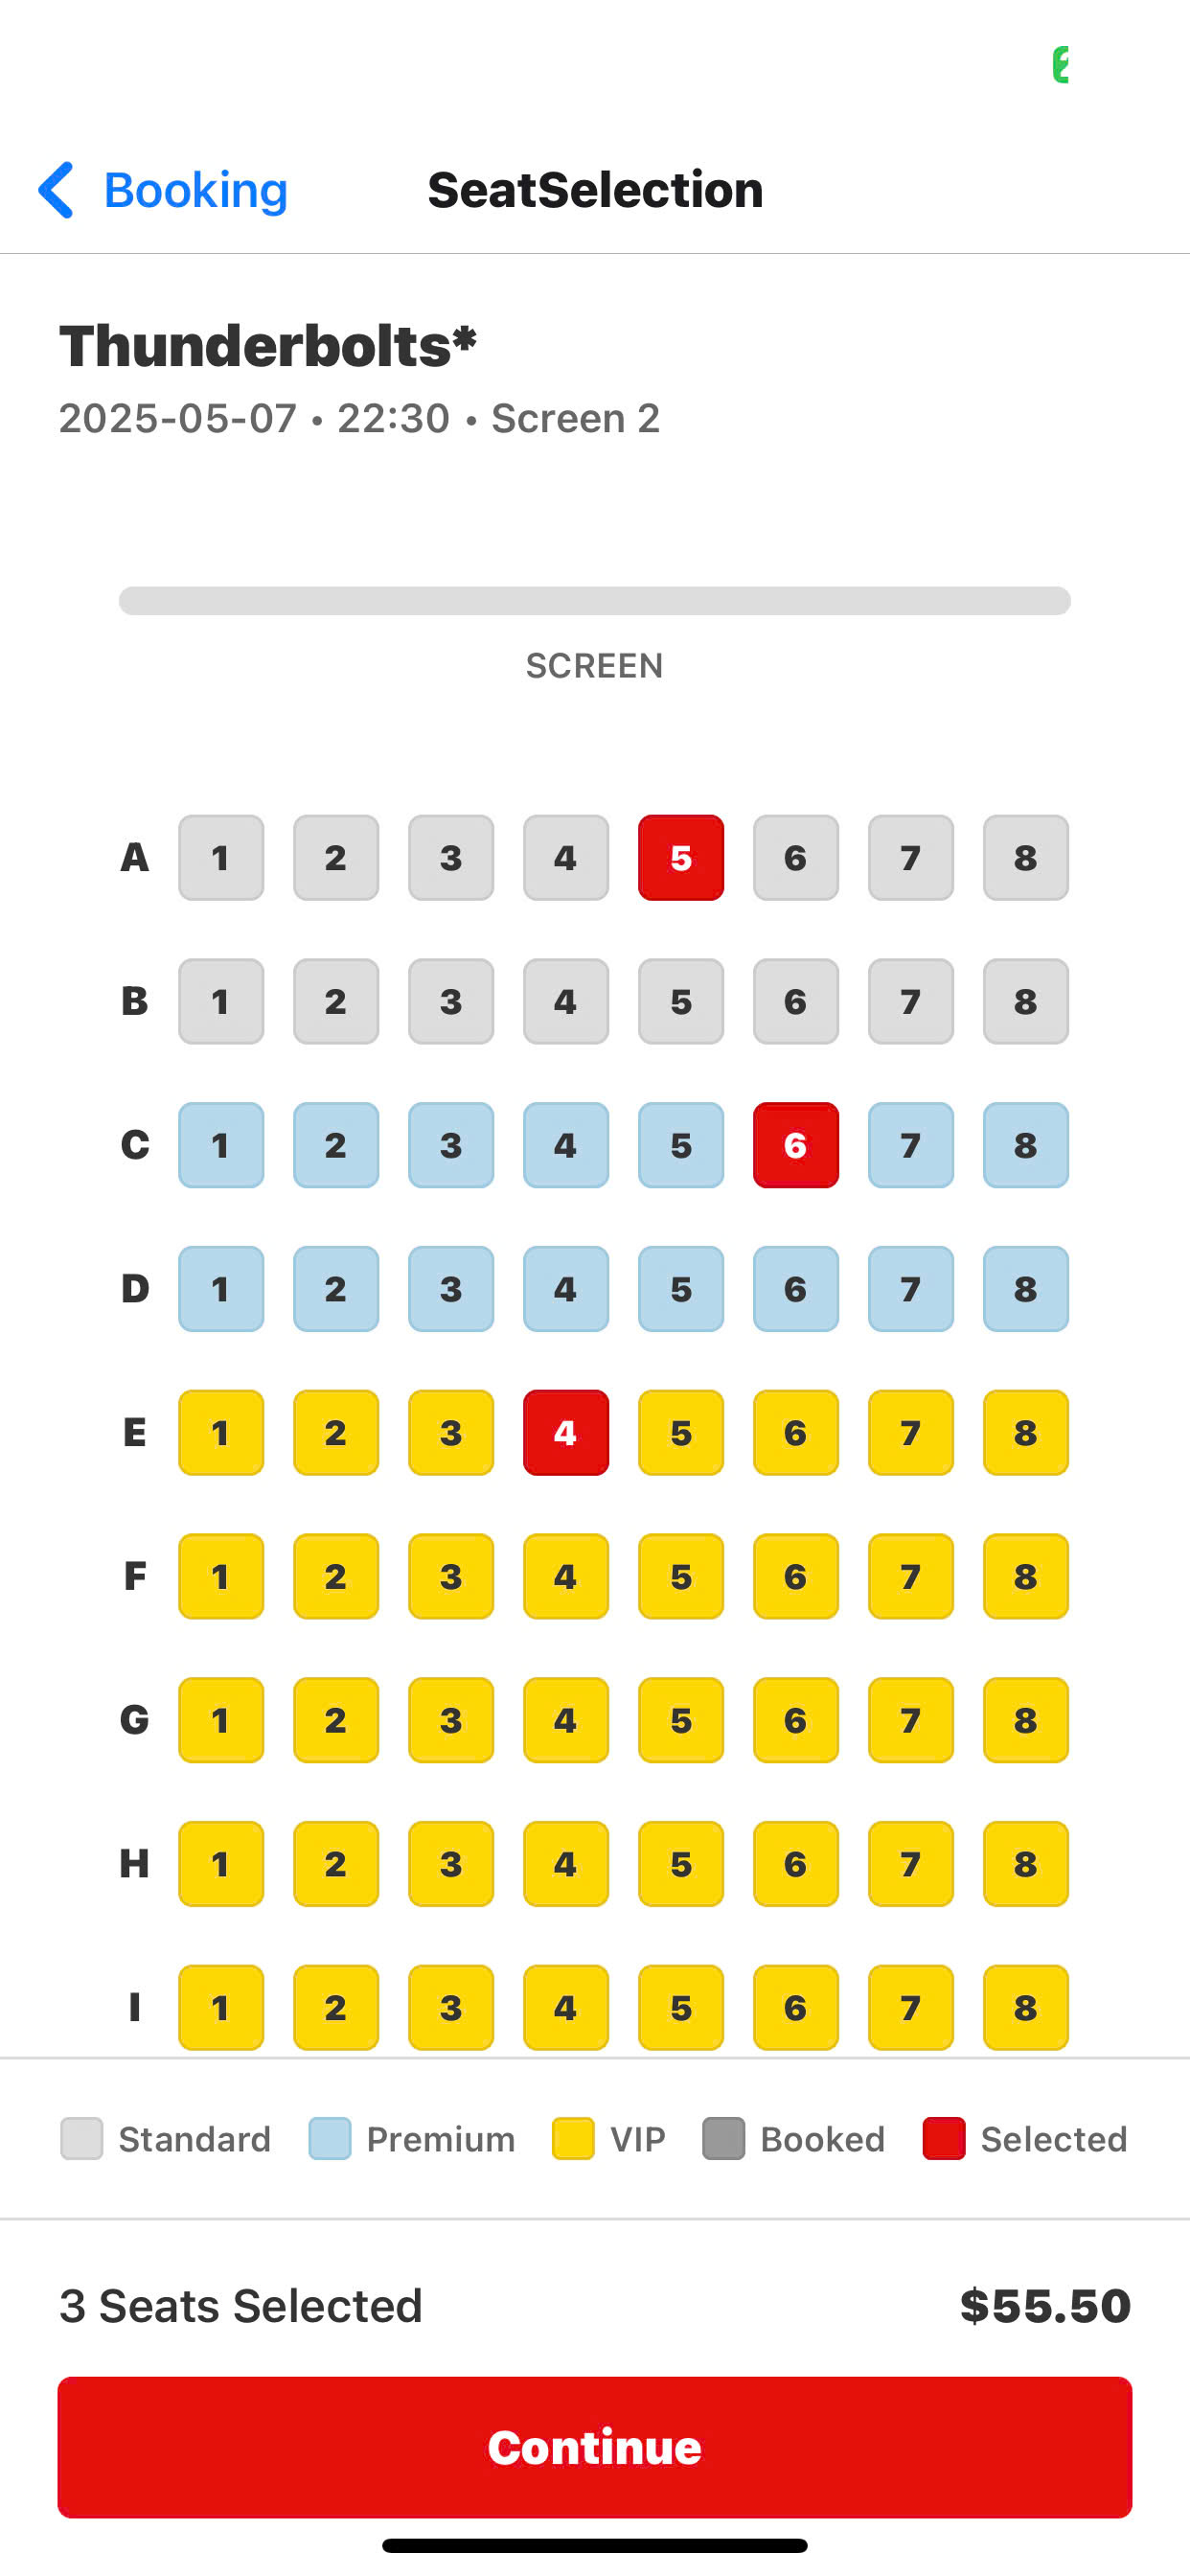 Booking SeatSelection
Thunderbolts*
2025-05-07 • 22:30 • Screen 2
SCREEN
A 1 2 3 4 5 6 7 8
B 1 2 3 4 5 6 7 8
C 1 2 3 4 5 6 7 8
D 1 2 3 4 5 6 7 8
E 1 2 3 4 5 6 7 8
F 1 2 3 4 5 6 7 8
G 1 2 3 4 5 6 7 8
H 1 2 3 4 5 6 7 8
I 1 2 3 4 5 6 7 8
Standard Premium VIP Booked Selected
3 Seats Selected $55.50
Continue